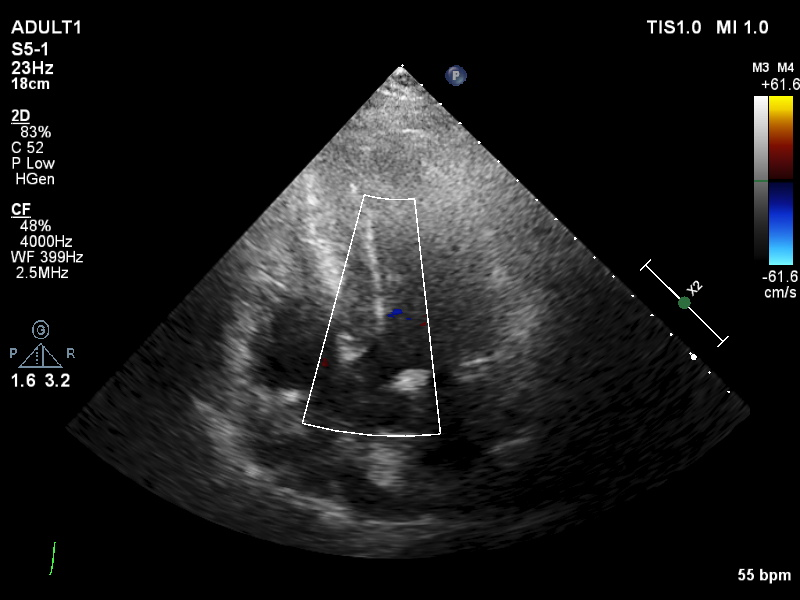 ADULT1
S5-1
23Hz
18cm
2D
83%
C 52
P Low
HGen
CF
48%
4000Hz
WF 399Hz
2.5MHz
G
P R
1.6 3.2
P
TIS1.0 MI 1.0
M3 M4
+61.6
-61.6
cm/s
X2
55 bpm